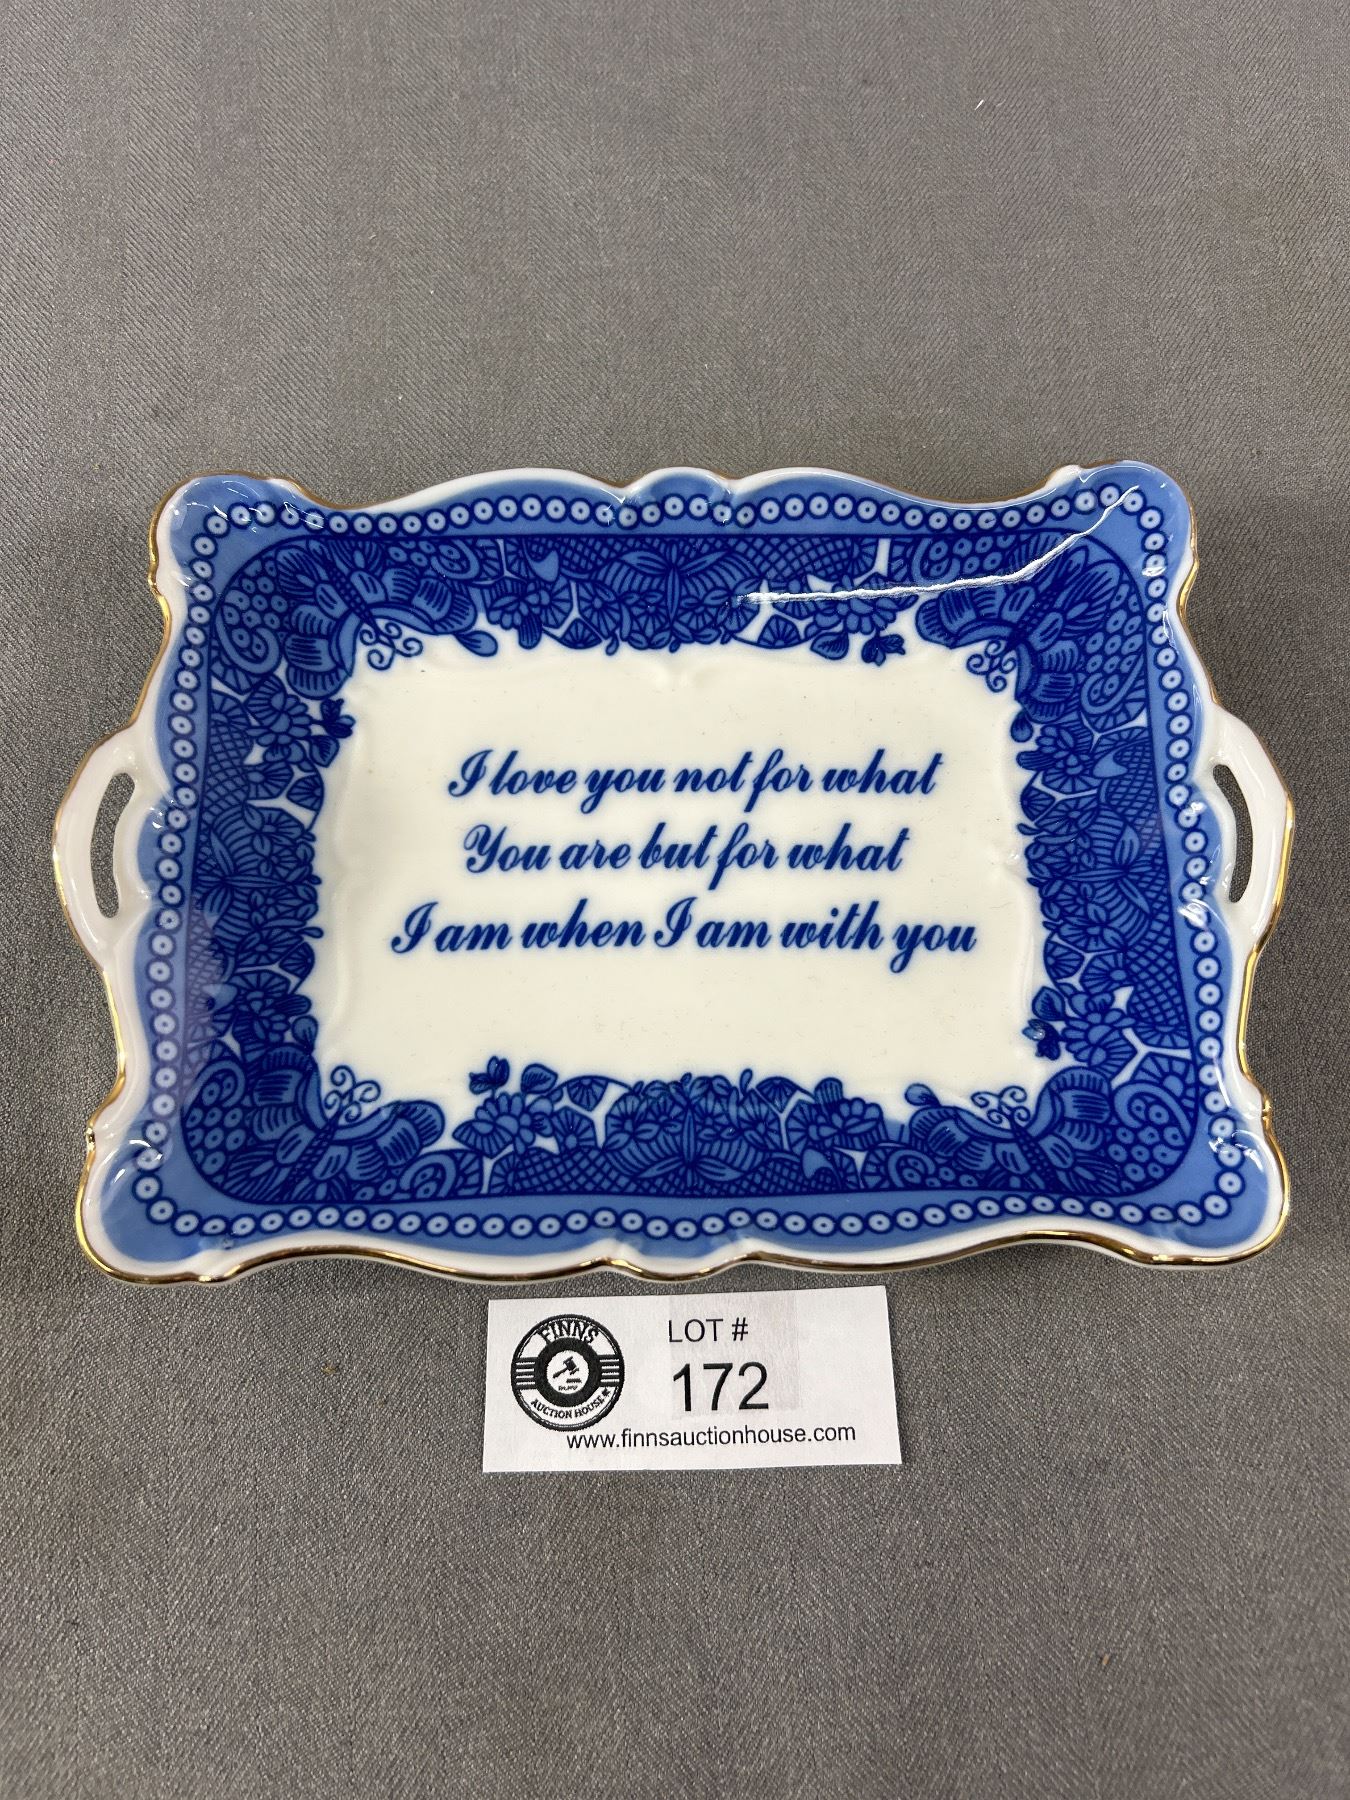 I love you not for what
You are but for what
I am when I am with you
FINNS
AUCTION HOUSE
LOT #
172
www.finnsauctionhouse.com